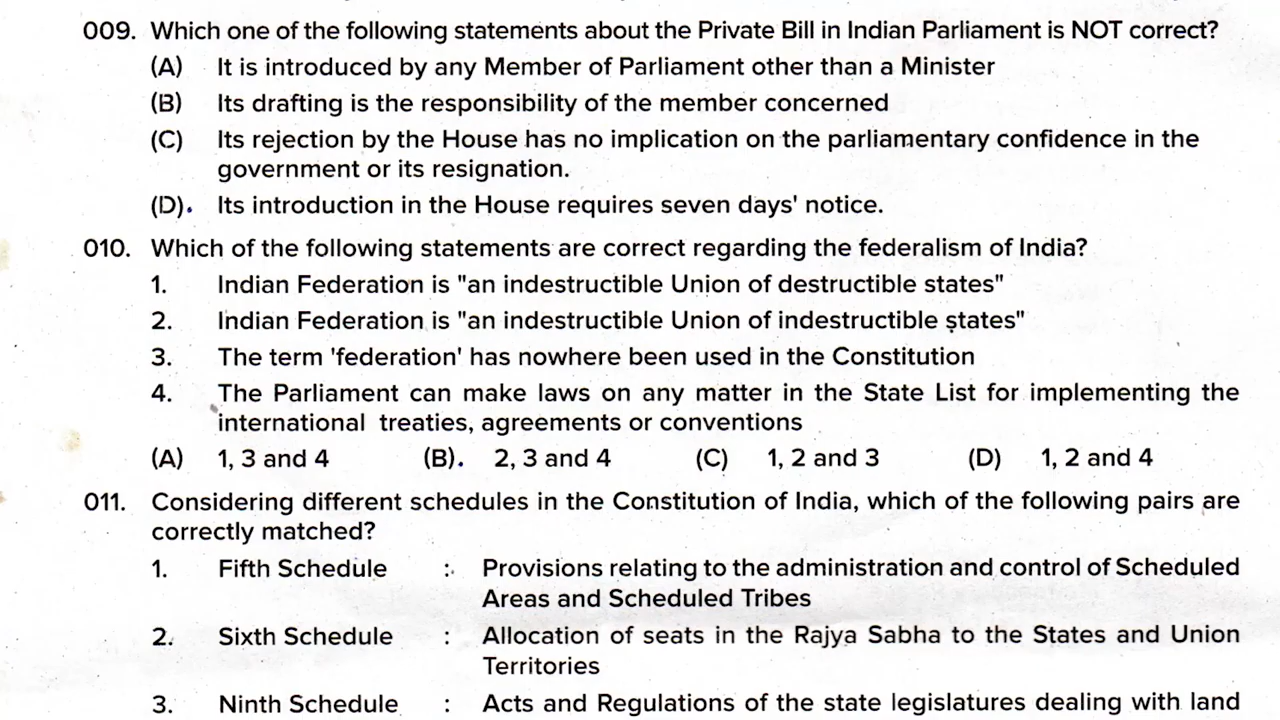 009. Which one of the following statements about the Private Bill in Indian Parliament is NOT correct?
(A) It is introduced by any Member of Parliament other than a Minister
(B) Its drafting is the responsibility of the member concerned
(C) Its rejection by the House has no implication on the parliamentary confidence in the
government or its resignation.
(D). Its introduction in the House requires seven days' notice.
010. Which of the following statements are correct regarding the federalism of India?
1. Indian Federation is "an indestructible Union of destructible states"
2. Indian Federation is "an indestructible Union of indestructible states"
3. The term 'federation' has nowhere been used in the Constitution
4. The Parliament can make laws on any matter in the State List for implementing the
international treaties, agreements or conventions
(A) 1, 3 and 4 (B). 2, 3 and 4 (C) 1, 2 and 3 (D) 1, 2 and 4
011. Considering different schedules in the Constitution of India, which of the following pairs are
correctly matched?
1. Fifth Schedule : Provisions relating to the administration and control of Scheduled
Areas and Scheduled Tribes
2. Sixth Schedule : Allocation of seats in the Rajya Sabha to the States and Union
Territories
3. Ninth Schedule : Acts and Regulations of the state legislatures dealing with land